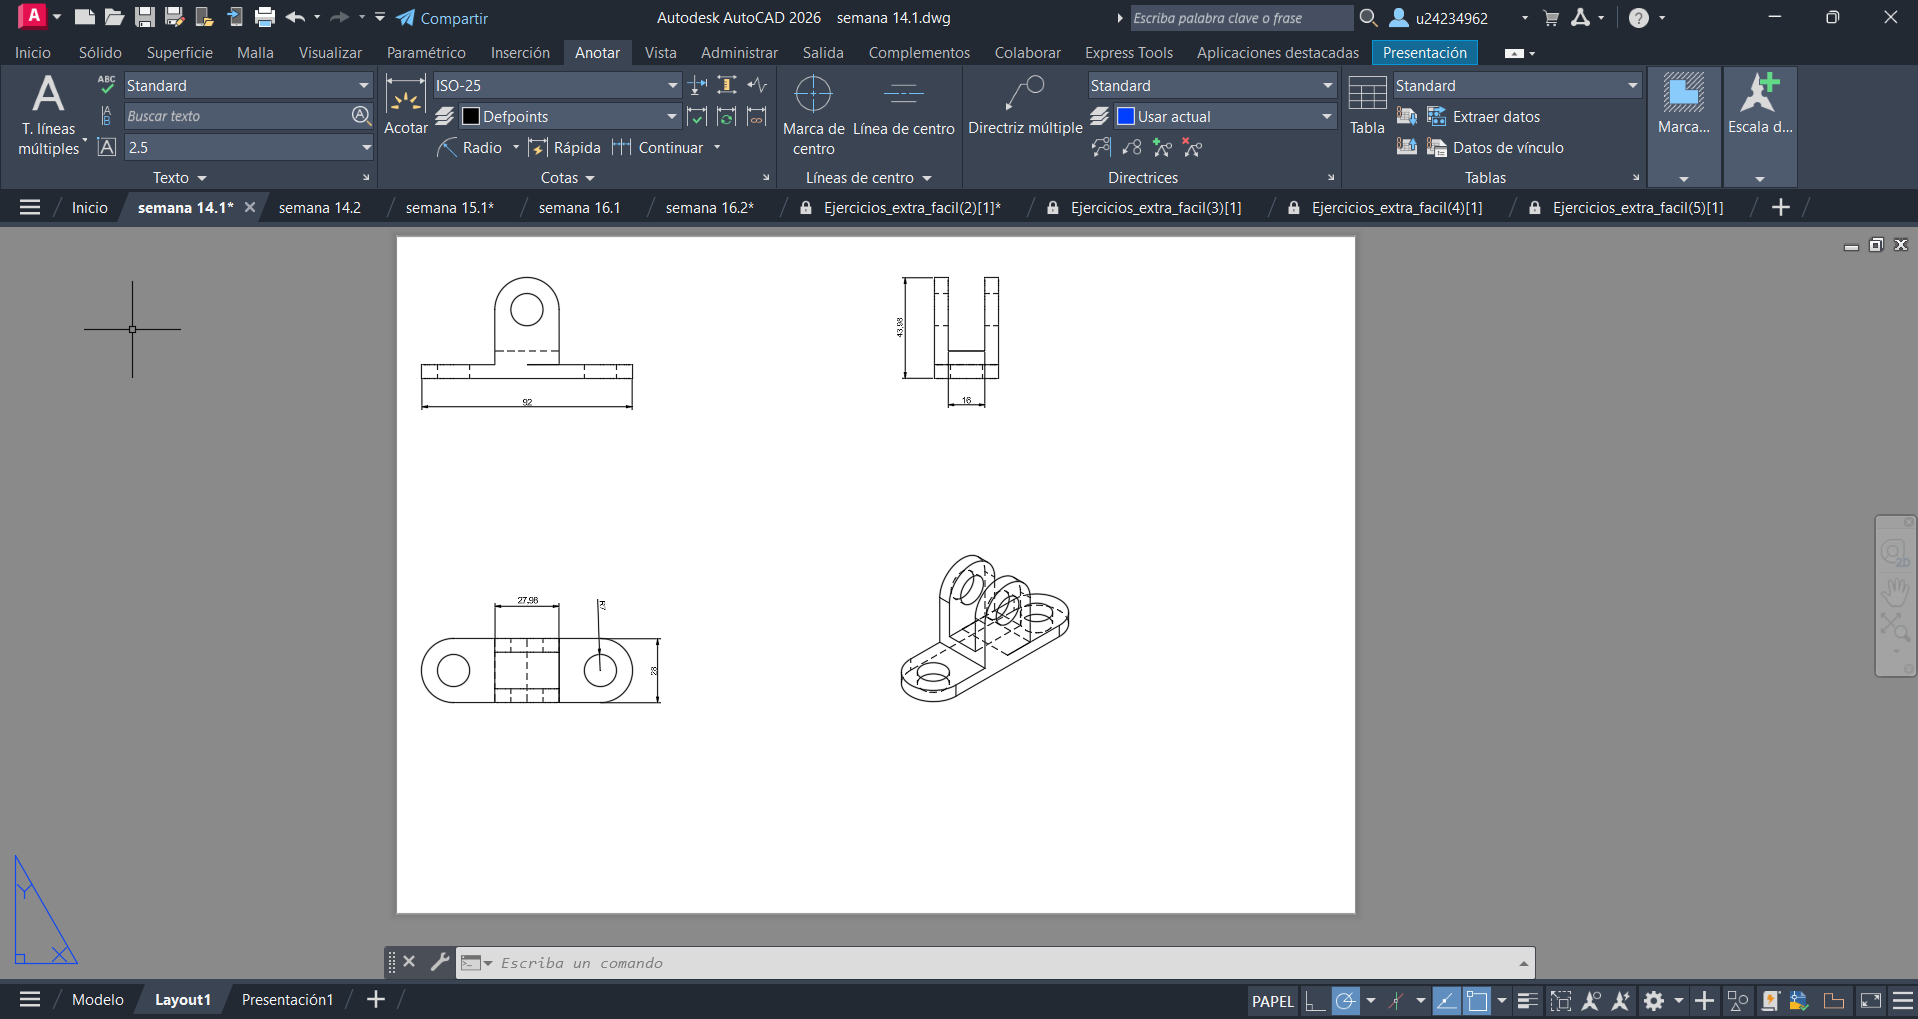 A
Compartir
Autodesk AutoCAD 2026 semana 14.1.dwg
Escriba palabra clave o frase
u24234962
?
Inicio Sólido Superficie Malla Visualizar Paramétrico Inserción Anotar Vista Administrar Salida Complementos Colaborar Express Tools Aplicaciones destacadas Presentación
A
T. líneas
múltiples
ABC
Standard
Buscar texto
2.5
Texto
Acotar
ISO-25
Defpoints
Radio
Rápida
Continuar
Cotas
Marca de
centro
Línea de centro
Líneas de centro
Directriz múltiple
Standard
Usar actual
Directrices
Tabla
Standard
Extraer datos
Datos de vínculo
Tablas
Marca...
Escala d...
Inicio
semana 14.1*
semana 14.2
semana 15.1*
semana 16.1
semana 16.2*
Ejercicios_extra_facil(2)[1]*
Ejercicios_extra_facil(3)[1]
Ejercicios_extra_facil(4)[1]
Ejercicios_extra_facil(5)[1]
43,98
92
16
27,98
R7
28
2D
Y
X
Escriba un comando
Modelo
Layout1
Presentación1
PAPEL